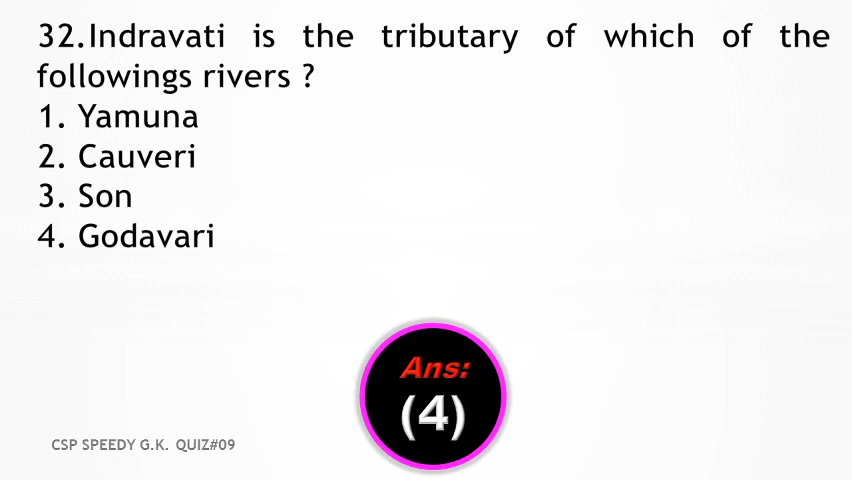 32.Indravati is the tributary of which of the
followings rivers ?
1. Yamuna
2. Cauveri
3. Son
4. Godavari
Ans:
(4)
CSP SPEEDY G.K. QUIZ#09